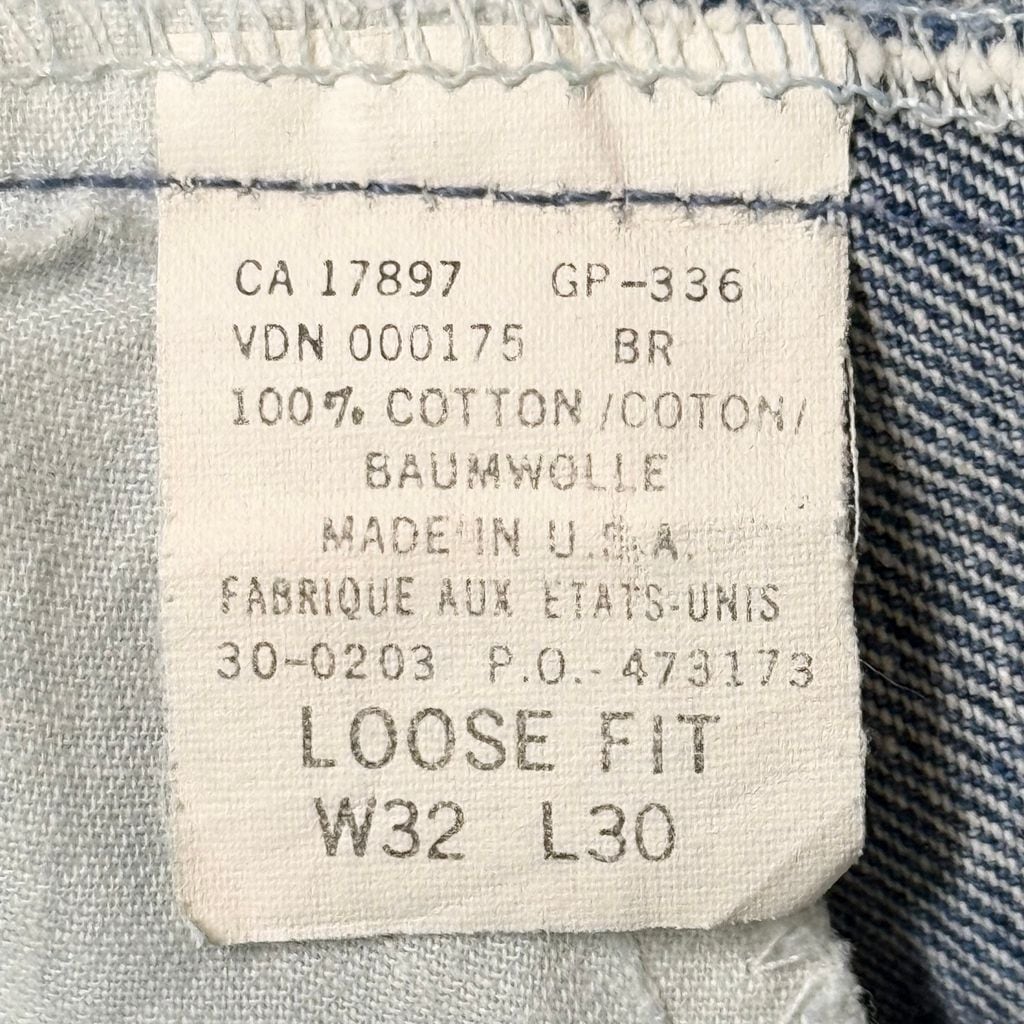 CA 17897 GP-336
VDN 000175 BR
100% COTTON/COTON/
BAUMWOLLE
MADE IN U.S.A.
FABRIQUE AUX ETATS-UNIS
30-0203 P.O.- 473173
LOOSE FIT
W32 L30